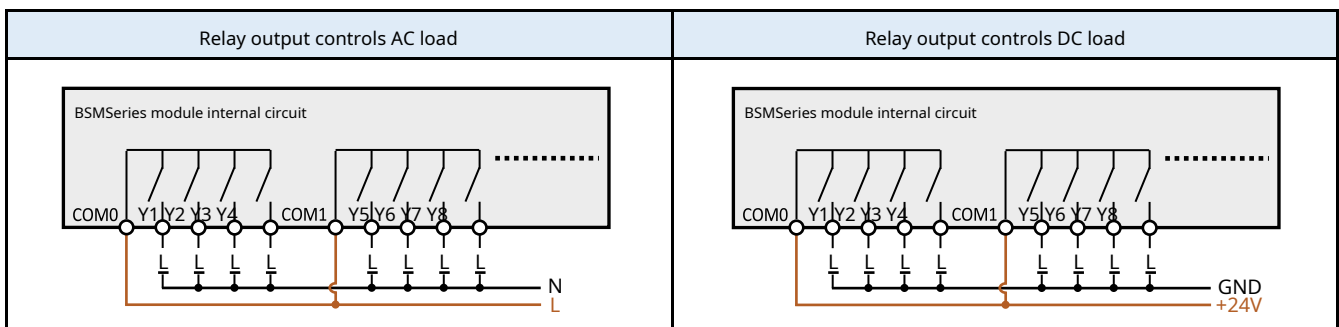 Relay output controls AC load
Relay output controls DC load
BSMSeries module internal circuit
COM0 Y1 Y2 Y3 Y4 COM1 Y5 Y6 Y7 Y8
L L L L L L L L
N
L
BSMSeries module internal circuit
COM0 Y1 Y2 Y3 Y4 COM1 Y5 Y6 Y7 Y8
L L L L L L L L
GND
+24V